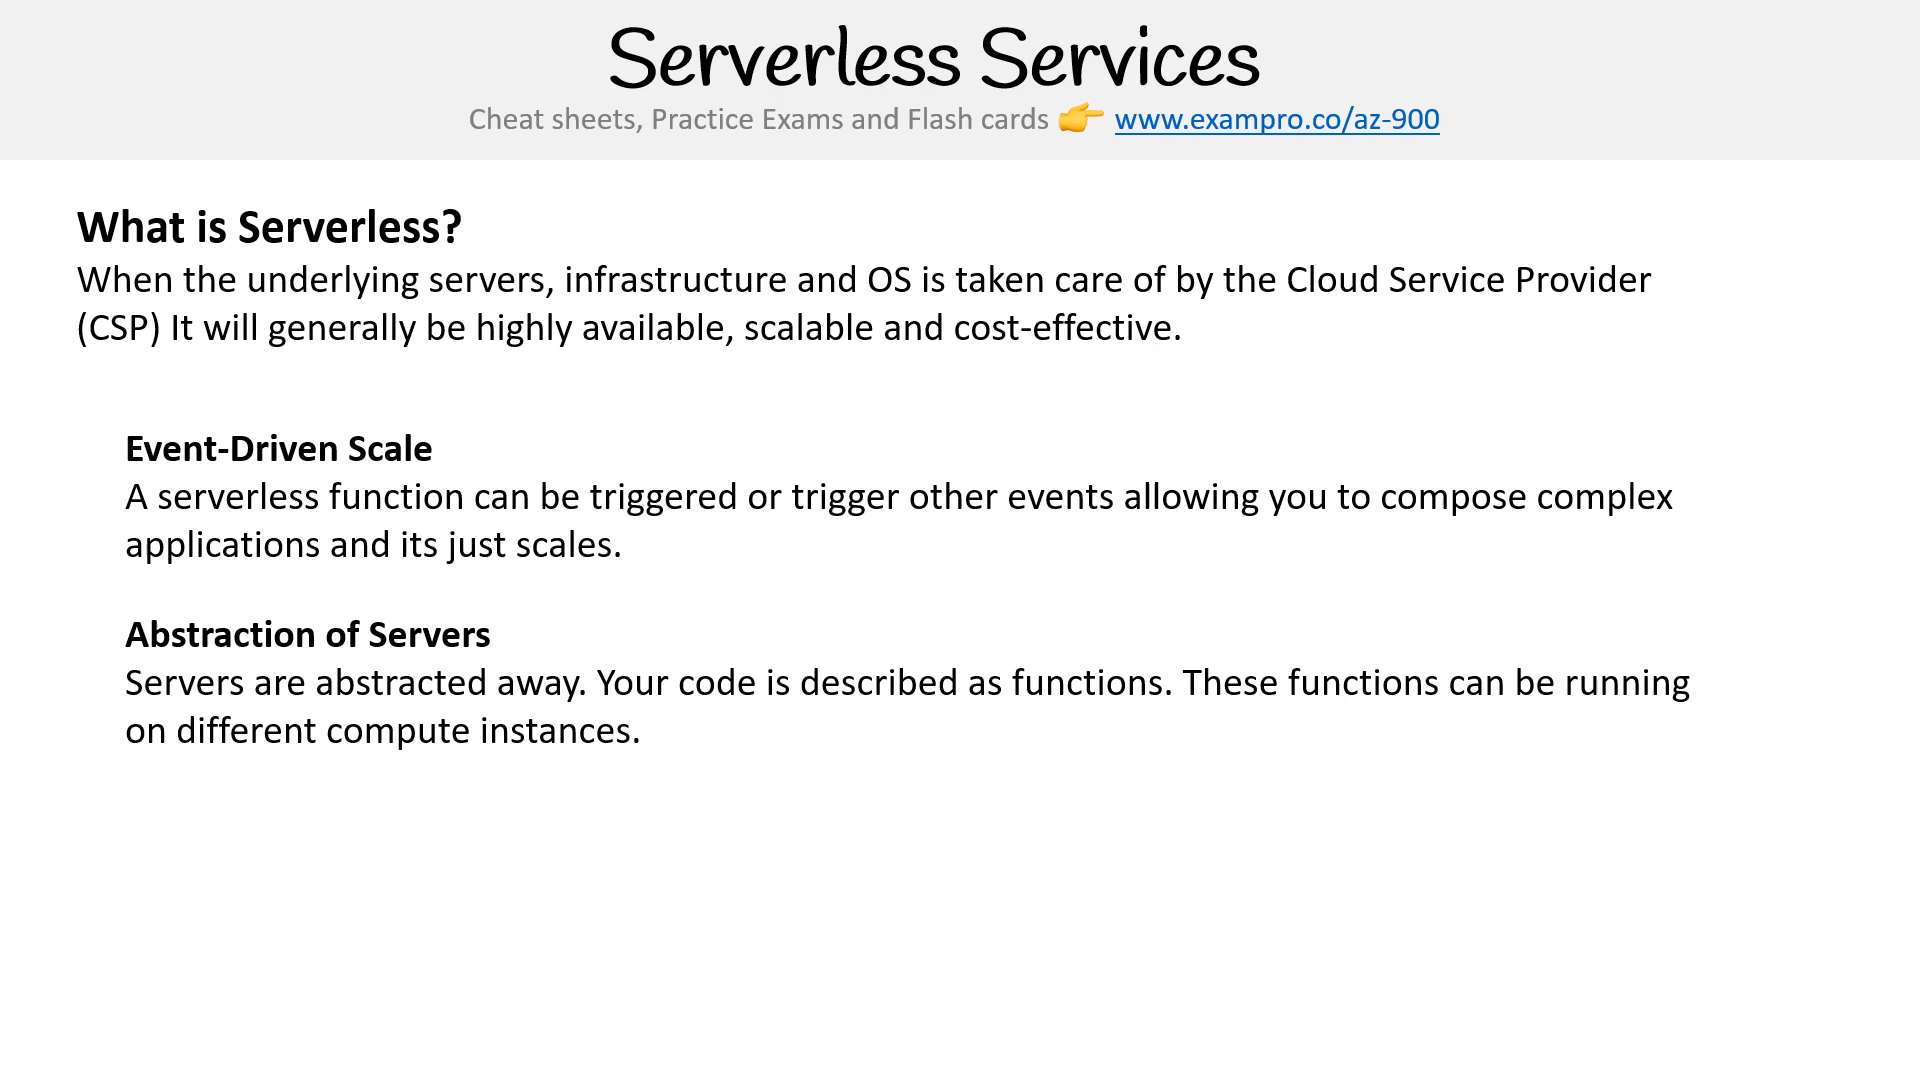 Serverless Services
Cheat sheets, Practice Exams and Flash cards 👉 www.exampro.co/az-900
What is Serverless?
When the underlying servers, infrastructure and OS is taken care of by the Cloud Service Provider
(CSP) It will generally be highly available, scalable and cost-effective.
Event-Driven Scale
A serverless function can be triggered or trigger other events allowing you to compose complex
applications and its just scales.
Abstraction of Servers
Servers are abstracted away. Your code is described as functions. These functions can be running
on different compute instances.